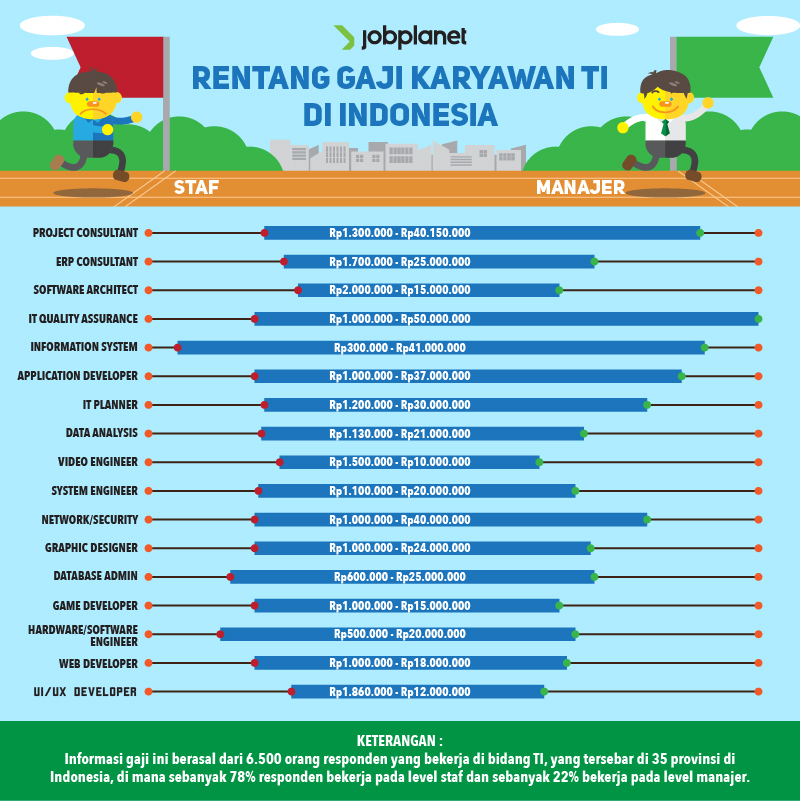 jobplanet
RENTANG GAJI KARYAWAN TI
DI INDONESIA
STAF MANAJER
PROJECT CONSULTANT Rp1.300.000 - Rp40.150.000
ERP CONSULTANT Rp1.700.000 - Rp25.000.000
SOFTWARE ARCHITECT Rp2.000.000 - Rp15.000.000
IT QUALITY ASSURANCE Rp1.000.000 - Rp50.000.000
INFORMATION SYSTEM Rp300.000 - Rp41.000.000
APPLICATION DEVELOPER Rp1.000.000 - Rp37.000.000
IT PLANNER Rp1.200.000 - Rp30.000.000
DATA ANALYSIS Rp1.130.000 - Rp21.000.000
VIDEO ENGINEER Rp1.500.000 - Rp10.000.000
SYSTEM ENGINEER Rp1.100.000 - Rp20.000.000
NETWORK/SECURITY Rp1.000.000 - Rp40.000.000
GRAPHIC DESIGNER Rp1.000.000 - Rp24.000.000
DATABASE ADMIN Rp600.000 - Rp25.000.000
GAME DEVELOPER Rp1.000.000 - Rp15.000.000
HARDWARE/SOFTWARE
ENGINEER Rp500.000 - Rp20.000.000
WEB DEVELOPER Rp1.000.000 - Rp18.000.000
UI/UX DEVELOPER Rp1.860.000 - Rp12.000.000
KETERANGAN :
Informasi gaji ini berasal dari 6.500 orang responden yang bekerja di bidang TI, yang tersebar di 35 provinsi di
Indonesia, di mana sebanyak 78% responden bekerja pada level staf dan sebanyak 22% bekerja pada level manajer.